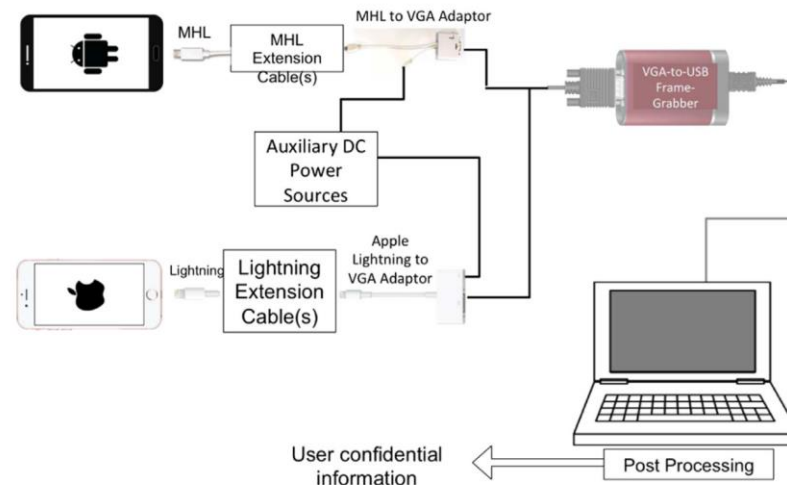 MHL
MHL
Extension
Cable(s)
MHL to VGA Adaptor
VGA-to-USB
Frame-
Grabber
Auxiliary DC
Power
Sources
Lightning
Lightning
Extension
Cable(s)
Apple
Lightning to
VGA Adaptor
User confidential
information
Post Processing